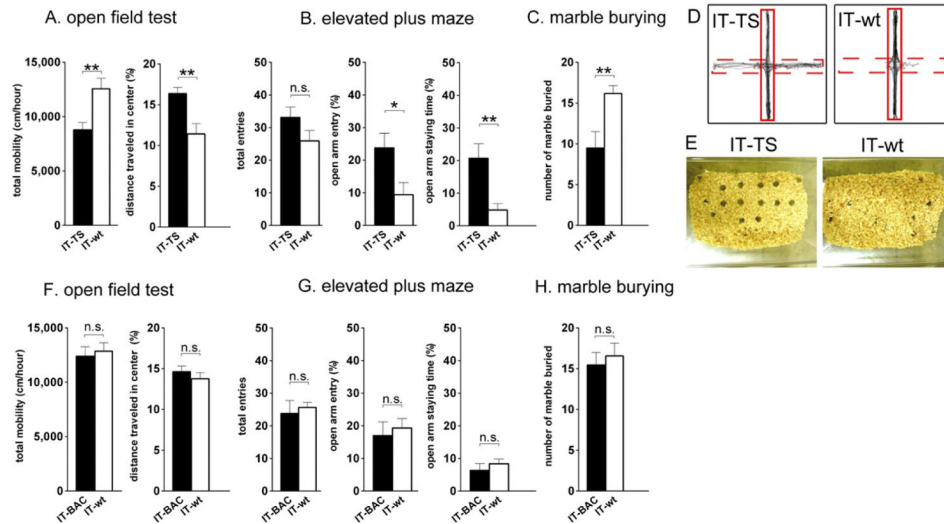 A. open field test
15,000
10,000
5,000
0
total mobility (cm/hour)
**
IT-TS
IT-wt
20
15
10
5
0
distance traveled in center (%)
**
IT-TS
IT-wt
B. elevated plus maze
50
40
30
20
10
0
total entries
n.s.
IT-TS
IT-wt
50
40
30
20
10
0
open arm entry (%)
*
IT-TS
IT-wt
50
40
30
20
10
0
open arm staying time (%)
**
IT-TS
IT-wt
C. marble burying
20
15
10
5
0
number of marble buried
**
IT-TS
IT-wt
D
IT-TS
IT-wt
E
IT-TS
IT-wt
F. open field test
15,000
10,000
5,000
0
total mobility (cm/hour)
n.s.
IT-BAC
IT-wt
20
15
10
5
0
distance traveled in center (%)
n.s.
IT-BAC
IT-wt
G. elevated plus maze
50
40
30
20
10
0
total entries
n.s.
IT-BAC
IT-wt
50
40
30
20
10
0
open arm entry (%)
n.s.
IT-BAC
IT-wt
50
40
30
20
10
0
open arm staying time (%)
n.s.
IT-BAC
IT-wt
H. marble burying
20
15
10
5
0
number of marble buried
n.s.
IT-BAC
IT-wt